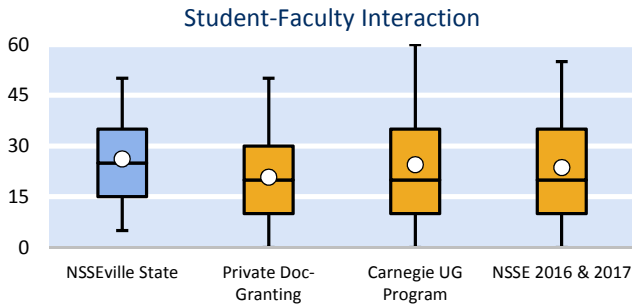 Student-Faculty Interaction
60
45
30
15
0
NSSEville State
Private Doc-
Granting
Carnegie UG
Program
NSSE 2016 & 2017